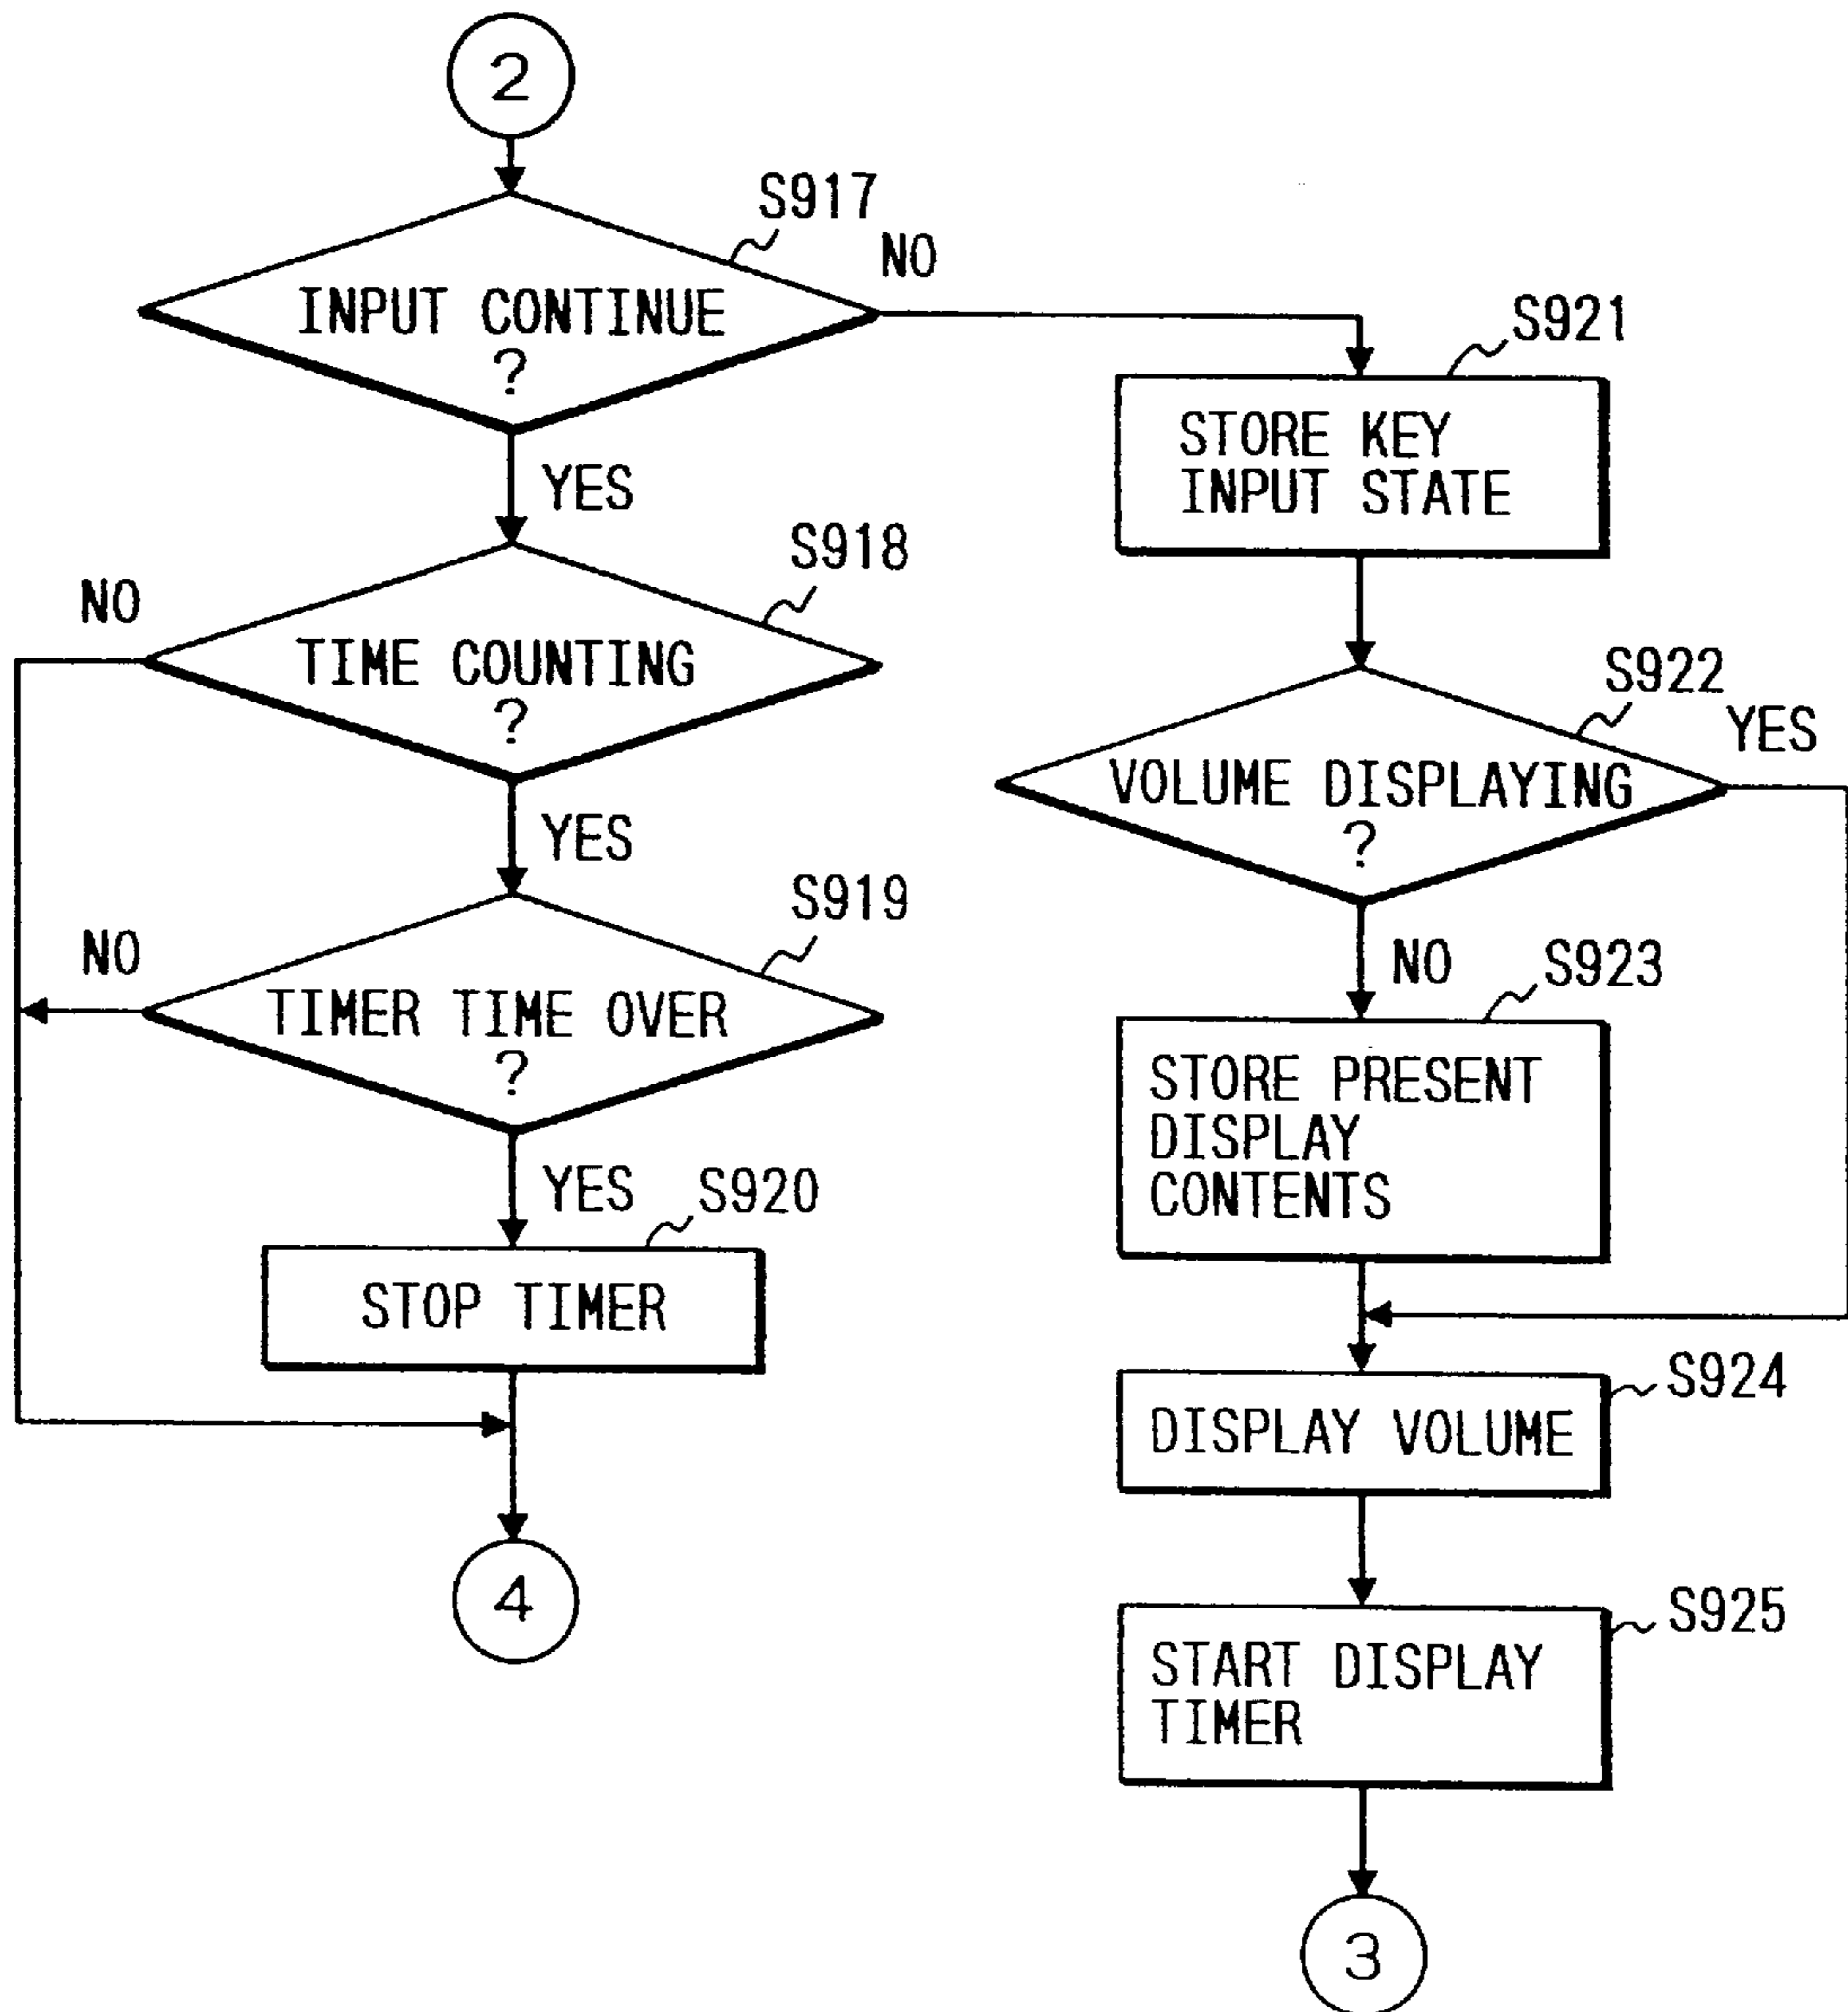 2
S917
NO
INPUT CONTINUE
?
YES
S918
NO
TIME COUNTING
?
YES
S919
NO
TIMER TIME OVER
?
YES
S920
STOP TIMER
4
S921
STORE KEY
INPUT STATE
S922
YES
VOLUME DISPLAYING
?
NO
S923
STORE PRESENT
DISPLAY
CONTENTS
S924
DISPLAY VOLUME
S925
START DISPLAY
TIMER
3